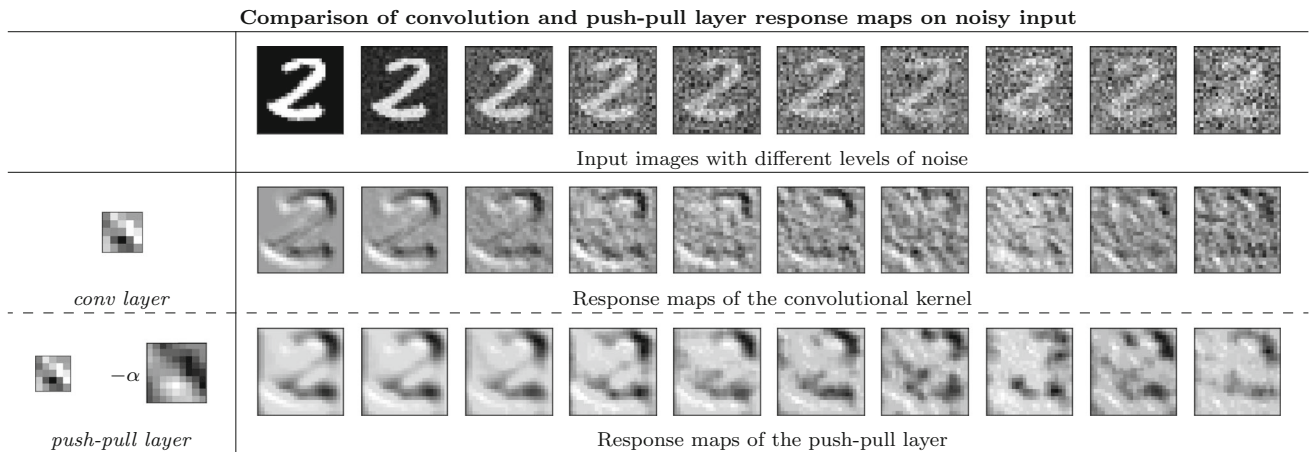 Comparison of convolution and push-pull layer response maps on noisy input
Input images with different levels of noise
conv layer
Response maps of the convolutional kernel
−α
push-pull layer
Response maps of the push-pull layer